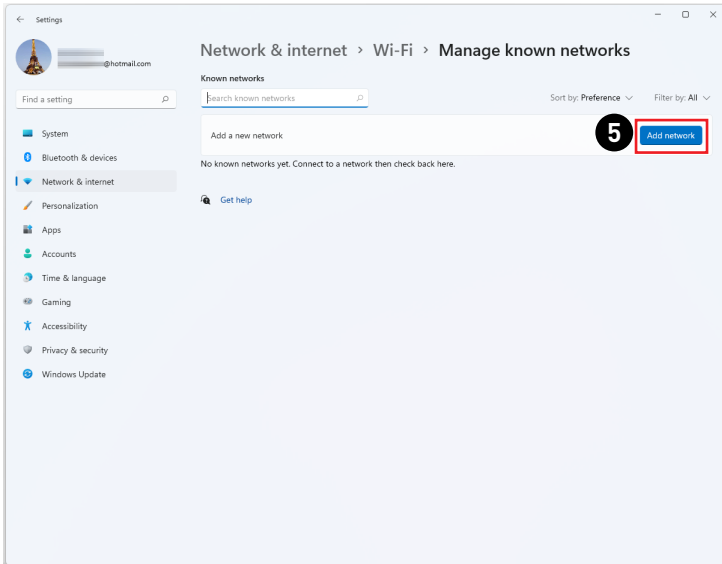 Settings
@hotmail.com
Network & internet > Wi-Fi > Manage known networks
Known networks
Find a setting
Search known networks
Sort by: Preference
Filter by: All
System
Add a new network
5
Add network
Bluetooth & devices
No known networks yet. Connect to a network then check back here.
Network & internet
Get help
Personalization
Apps
Accounts
Time & language
Gaming
Accessibility
Privacy & security
Windows Update